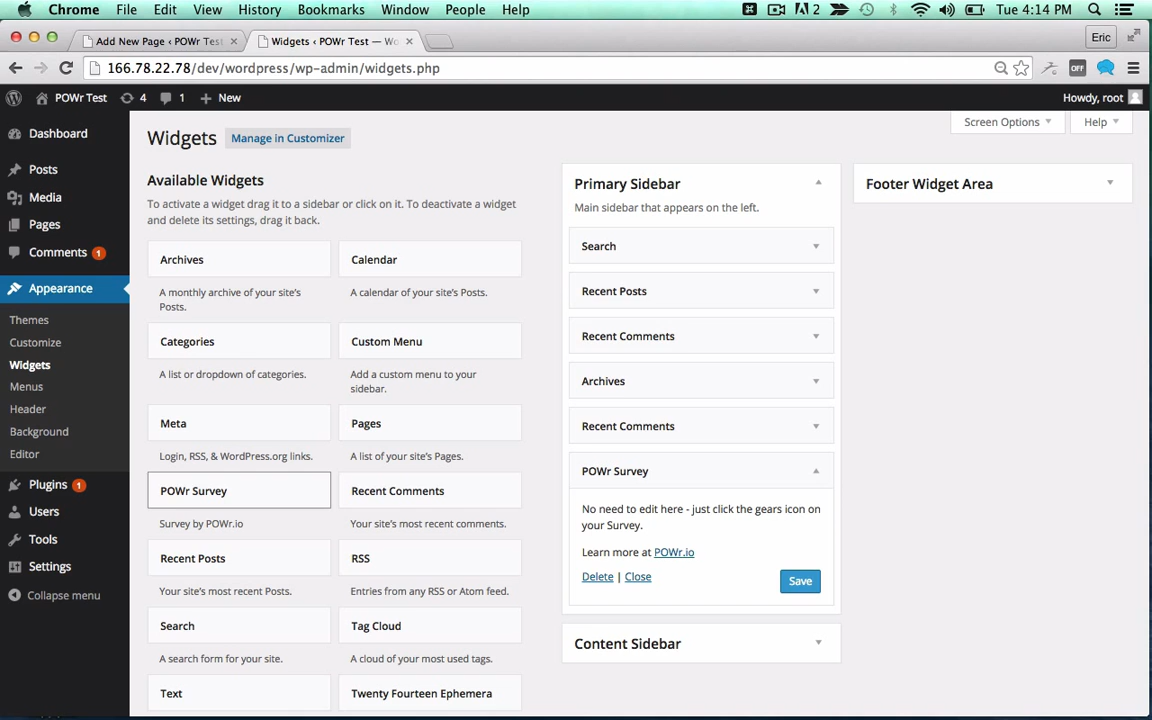 Chrome File Edit View History Bookmarks Window People Help 2 Tue 4:14 PM
Add New Page ‹ POWr Test × Widgets ‹ POWr Test — Wo × Eric
166.78.22.78/dev/wordpress/wp-admin/widgets.php OFF
POWr Test 4 1 + New Howdy, root
Dashboard
Posts
Media
Pages
Comments 1
Appearance
Themes
Customize
Widgets
Menus
Header
Background
Editor
Plugins 1
Users
Tools
Settings
Collapse menu
Screen Options Help
Widgets Manage in Customizer
Available Widgets
To activate a widget drag it to a sidebar or click on it. To deactivate a widget
and delete its settings, drag it back.
Archives Calendar
A monthly archive of your site's A calendar of your site's Posts.
Posts.
Categories Custom Menu
A list or dropdown of categories. Add a custom menu to your
sidebar.
Meta Pages
Login, RSS, & WordPress.org links. A list of your site's Pages.
POWr Survey Recent Comments
Survey by POWr.io Your site's most recent comments.
Recent Posts RSS
Your site's most recent Posts. Entries from any RSS or Atom feed.
Search Tag Cloud
A search form for your site. A cloud of your most used tags.
Text Twenty Fourteen Ephemera
Primary Sidebar
Main sidebar that appears on the left.
Search
Recent Posts
Recent Comments
Archives
Recent Comments
POWr Survey
No need to edit here - just click the gears icon on
your Survey.
Learn more at POWr.io
Delete | Close Save
Content Sidebar
Footer Widget Area